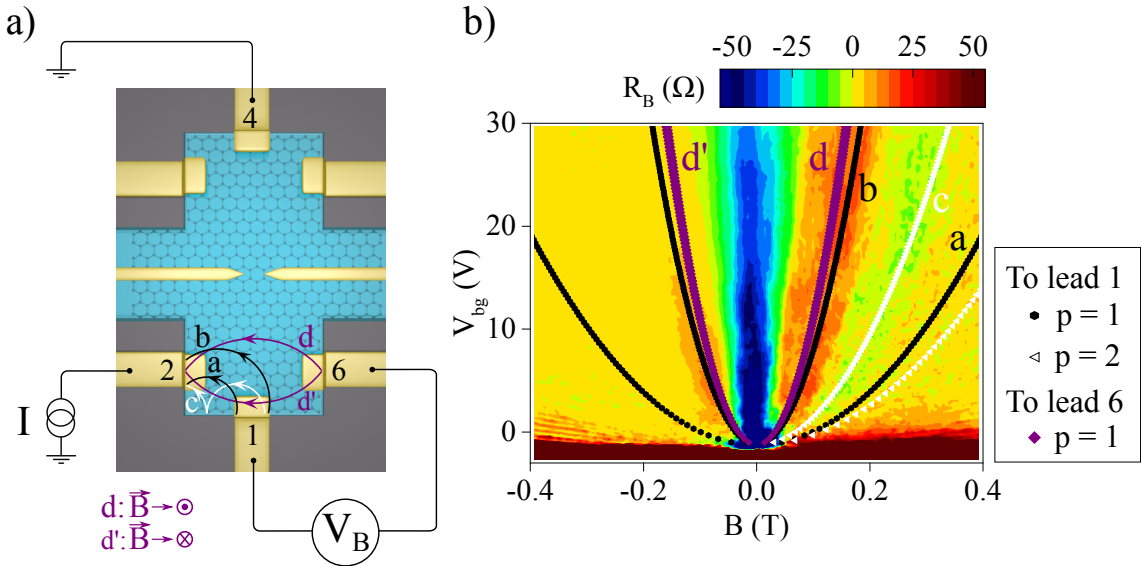 a)
4
b
d
2
a
6
c
d'
1
I
d: B→⊙
d': B→⊗
V_B
b)
-50 -25 0 25 50
R_B (Ω)
30
20
10
0
V_bg (V)
d' d
b
c
a
-0.4 -0.2 0.0 0.2 0.4
B (T)
To lead 1
p = 1
p = 2
To lead 6
p = 1